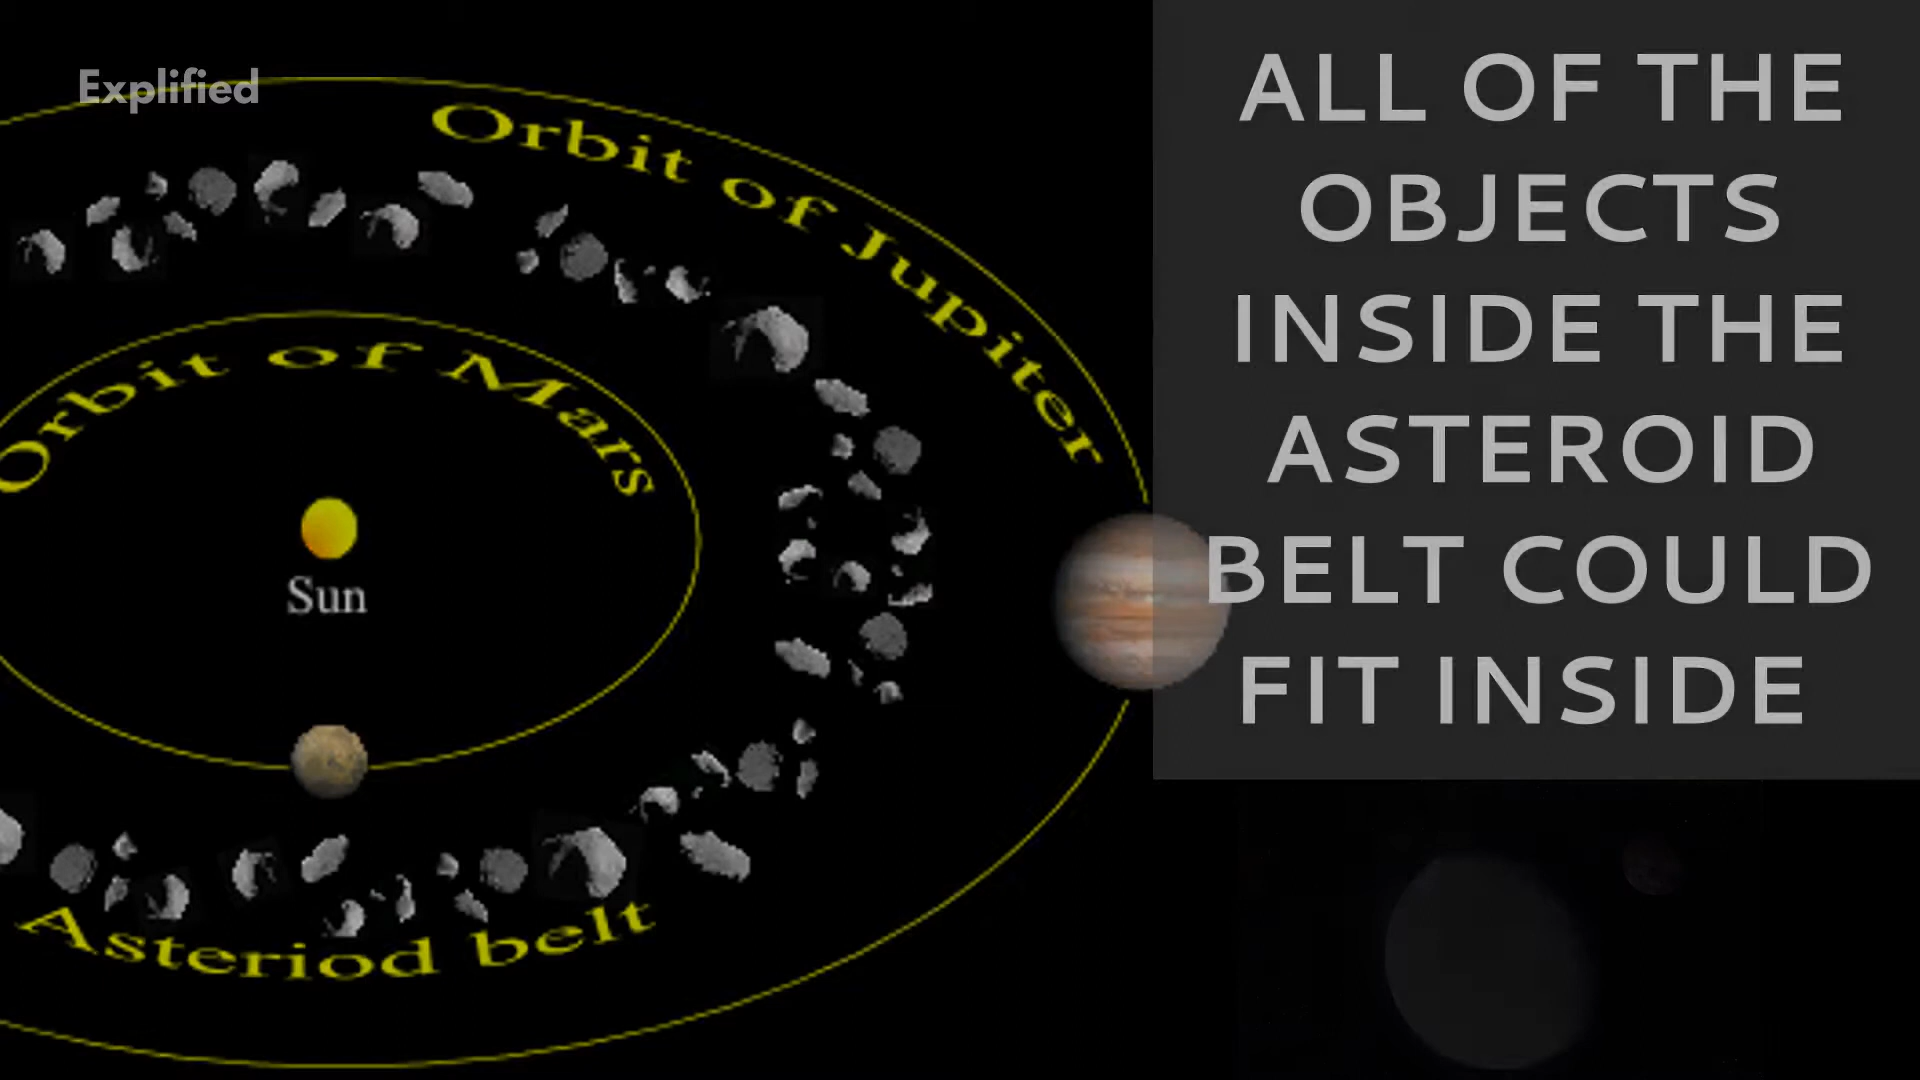 Explified
Orbit of Jupiter
Orbit of Mars
Sun
Asteriod belt
ALL OF THE
OBJECTS
INSIDE THE
ASTEROID
BELT COULD
FIT INSIDE